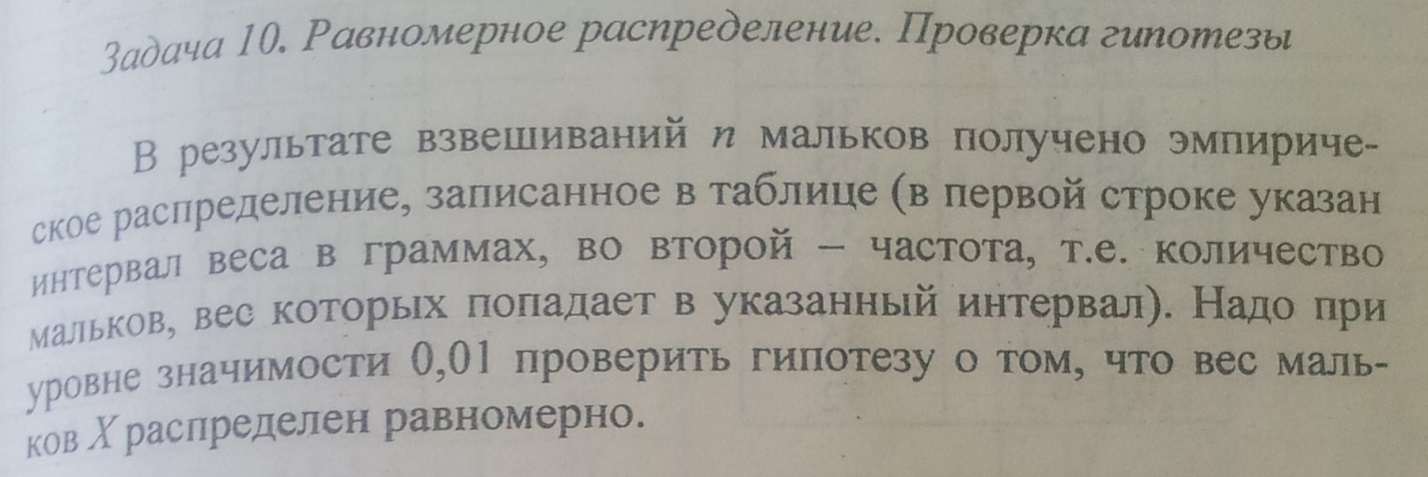 Задача 10. Равномерное распределение. Проверка гипотезы
В результате взвешиваний n мальков получено эмпириче-
ское распределение, записанное в таблице (в первой строке указан
интервал веса в граммах, во второй – частота, т.е. количество
мальков, вес которых попадает в указанный интервал). Надо при
уровне значимости 0,01 проверить гипотезу о том, что вес маль-
ков X распределен равномерно.